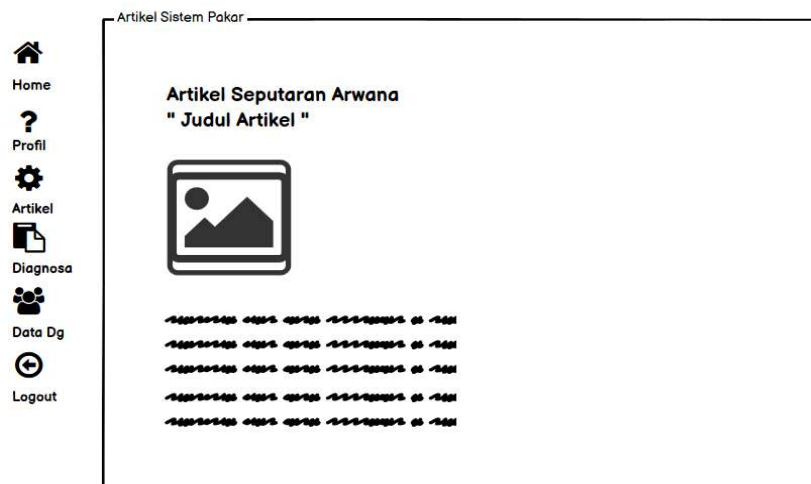 Artikel Sistem Pakar
Home
Profil
Artikel
Diagnosa
Data Dg
Logout
Artikel Seputaran Arwana
" Judul Artikel "